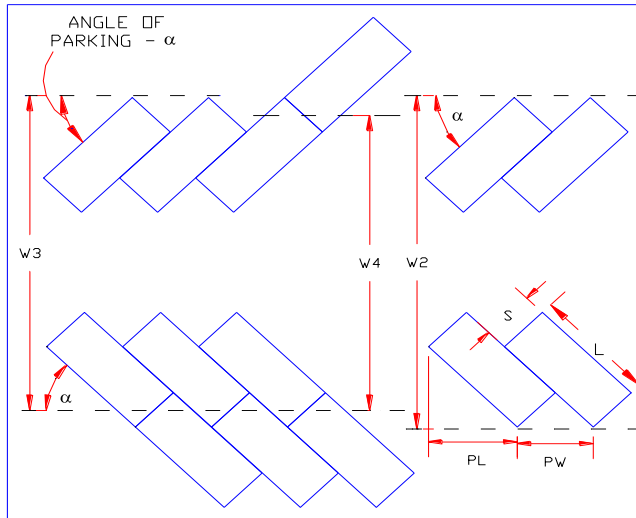 ANGLE OF
PARKING - α
α
W3
W4
W2
S
L
α
PL
PW